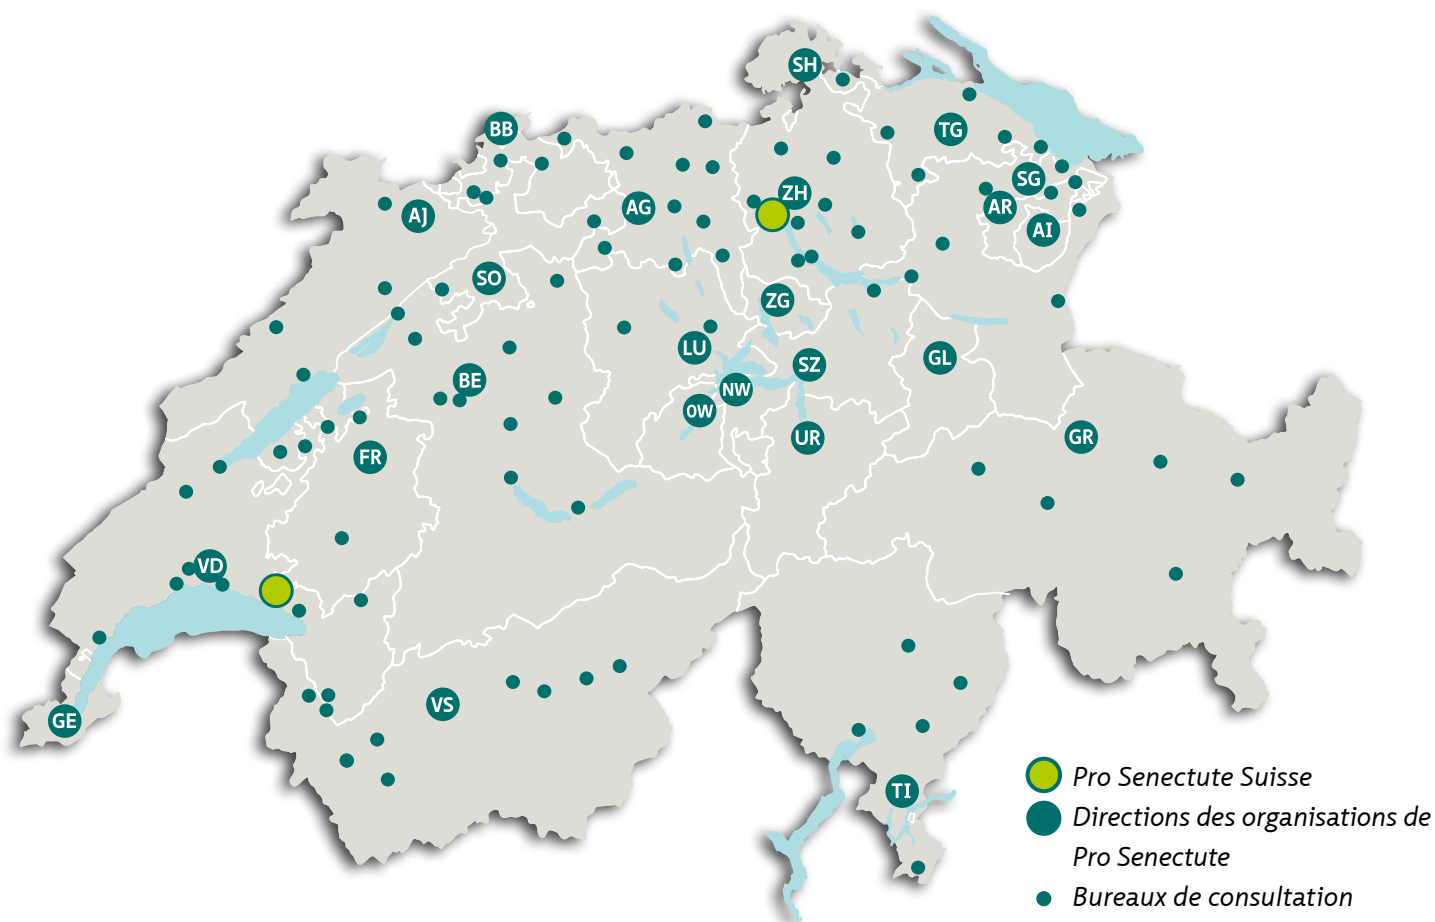 SH
BB
TG
SG
ZH
AG
AR
AJ
AI
SO
ZG
LU
GL
SZ
BE
NW
OW
UR
GR
FR
VD
VS
GE
TI
Pro Senectute Suisse
Directions des organisations de
Pro Senectute
Bureaux de consultation